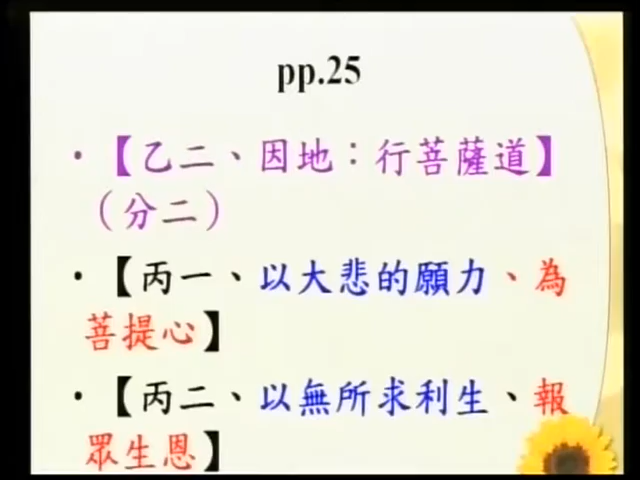 pp.25
•【乙二、因地：行菩薩道】
（分二）
•【丙一、以大悲的願力、為
菩提心】
•【丙二、以無所求利生、報
眾生恩】